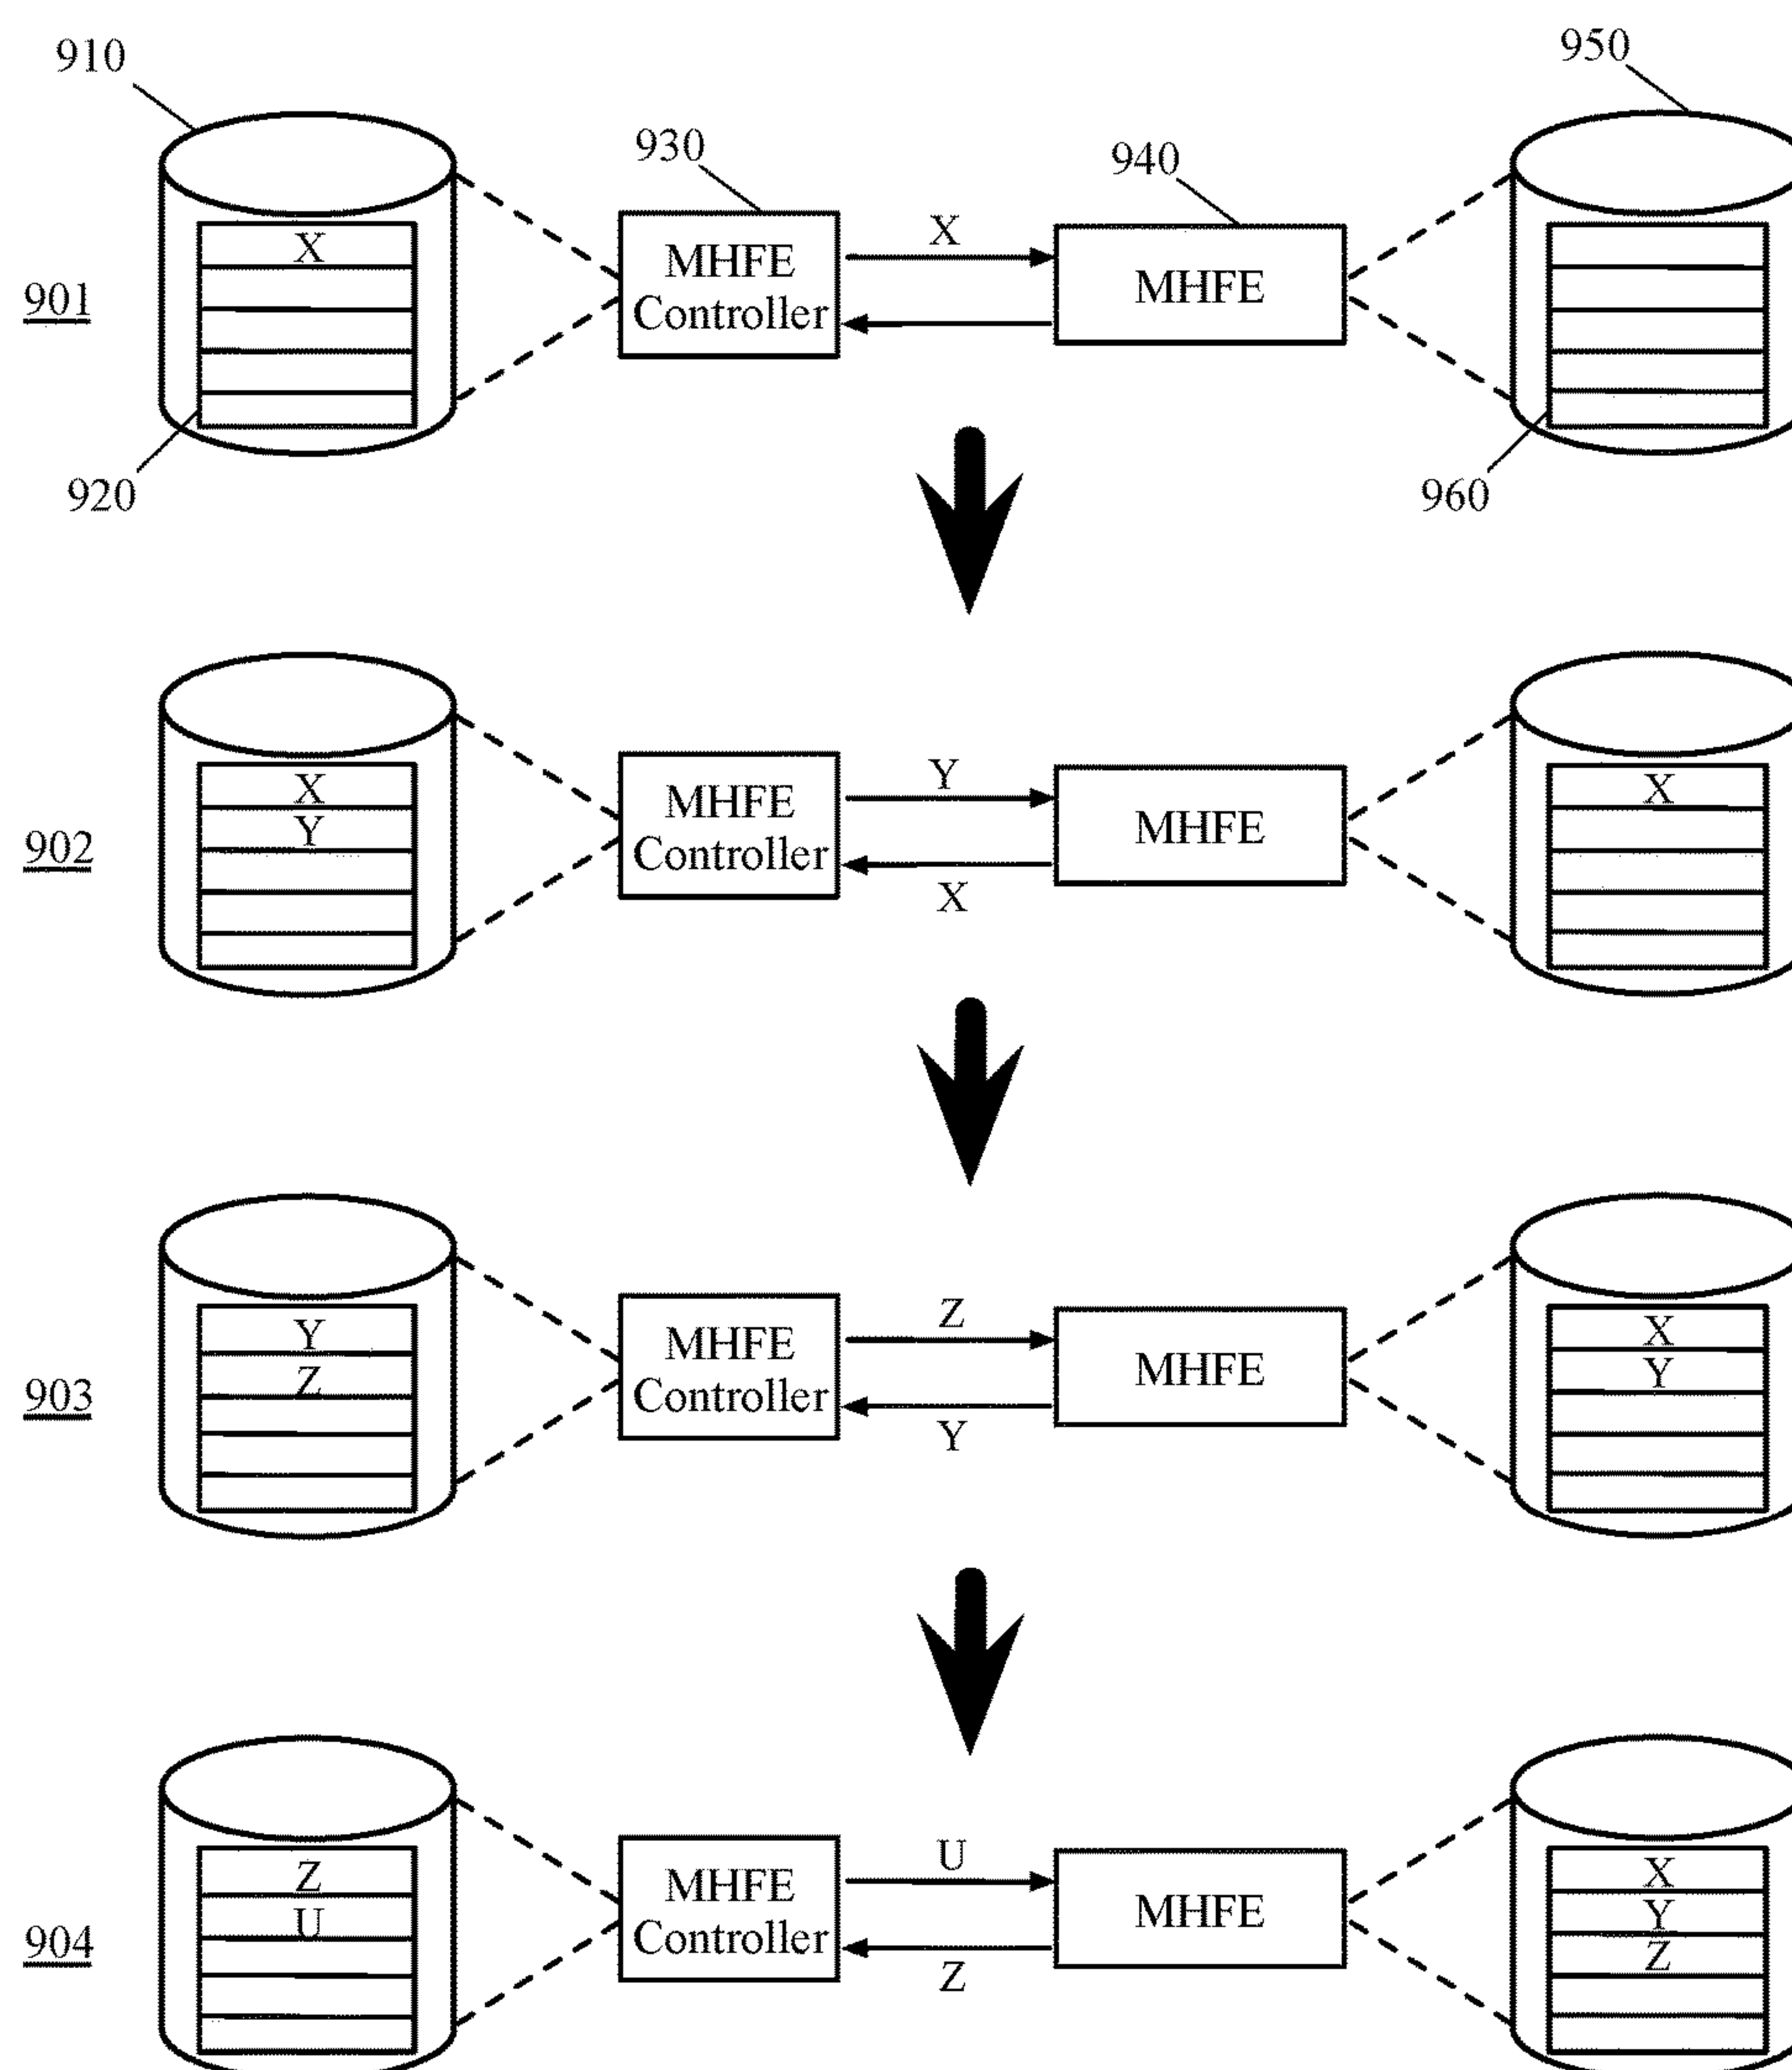 910
950
930
940
X
X
MHFE
Controller
MHFE
901
920
960
X
Y
Y
MHFE
Controller
MHFE
X
902
X
Y
Z
Z
MHFE
Controller
MHFE
X
Y
903
Y
Z
U
U
MHFE
Controller
MHFE
X
Y
Z
904
Z